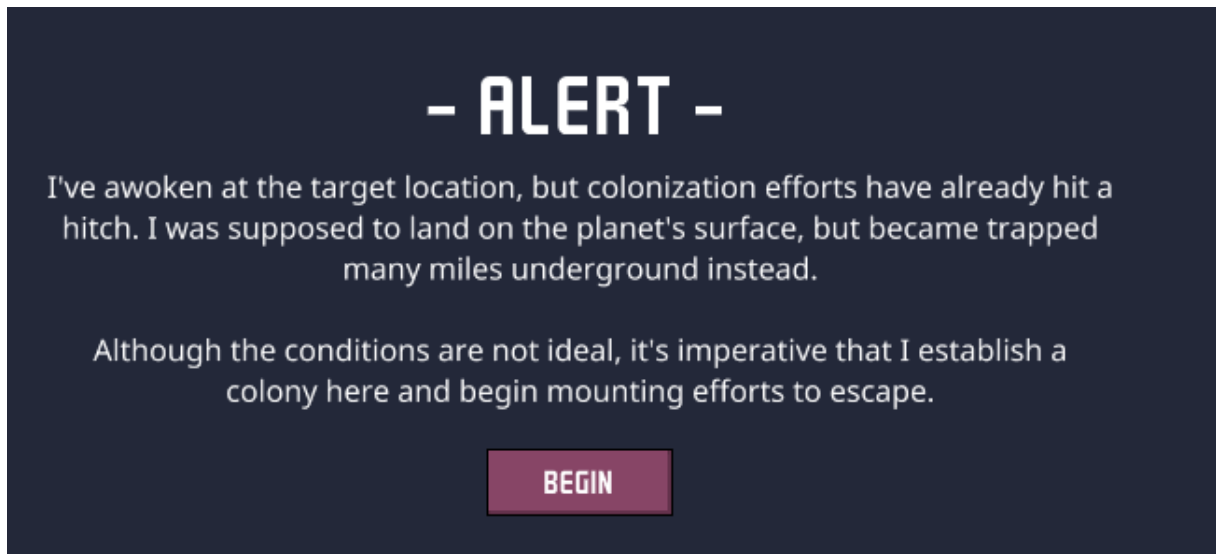 - ALERT -
I've awoken at the target location, but colonization efforts have already hit a
hitch. I was supposed to land on the planet's surface, but became trapped
many miles underground instead.
Although the conditions are not ideal, it's imperative that I establish a
colony here and begin mounting efforts to escape.
BEGIN